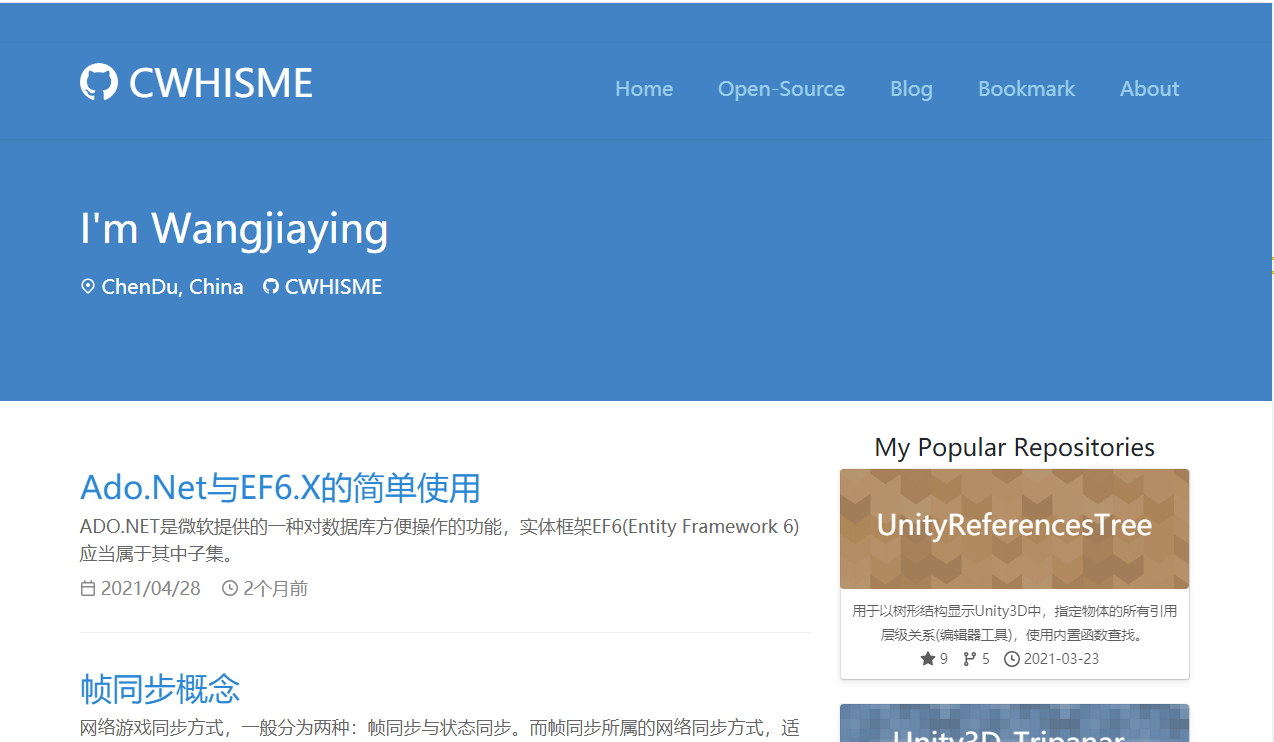 CWHISME
Home Open-Source Blog Bookmark About
I'm Wangjiaying
ChenDu, China CWHISME
Ado.Net与EF6.X的简单使用
ADO.NET是微软提供的一种对数据库方便操作的功能，实体框架EF6(Entity Framework 6)
应当属于其中子集。
2021/04/28 2个月前
帧同步概念
网络游戏同步方式，一般分为两种：帧同步与状态同步。而帧同步所属的网络同步方式，适
My Popular Repositories
UnityReferencesTree
用于以树形结构显示Unity3D中，指定物体的所有引用
层级关系(编辑器工具)，使用内置函数查找。
9 5 2021-03-23
Unity3D_Tripanar